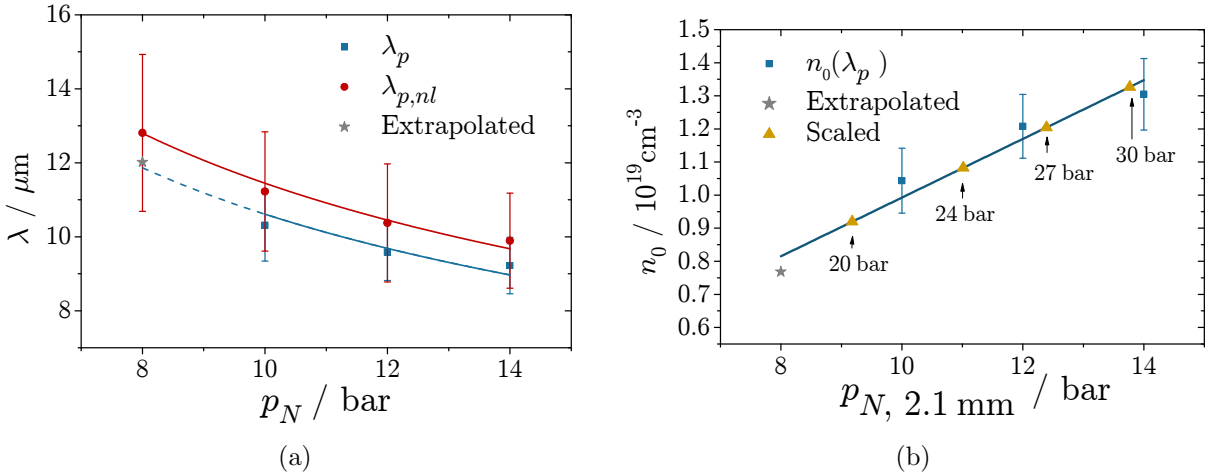 16
14
12
10
8
λ / μm
λp
λp,nl
Extrapolated
8
10
12
14
pN / bar
(a)
1.5
1.4
1.3
1.2
1.1
1.0
0.9
0.8
0.7
0.6
n0 / 10^19 cm^-3
n0(λp )
Extrapolated
Scaled
30 bar
27 bar
24 bar
20 bar
8
10
12
14
pN, 2.1 mm / bar
(b)